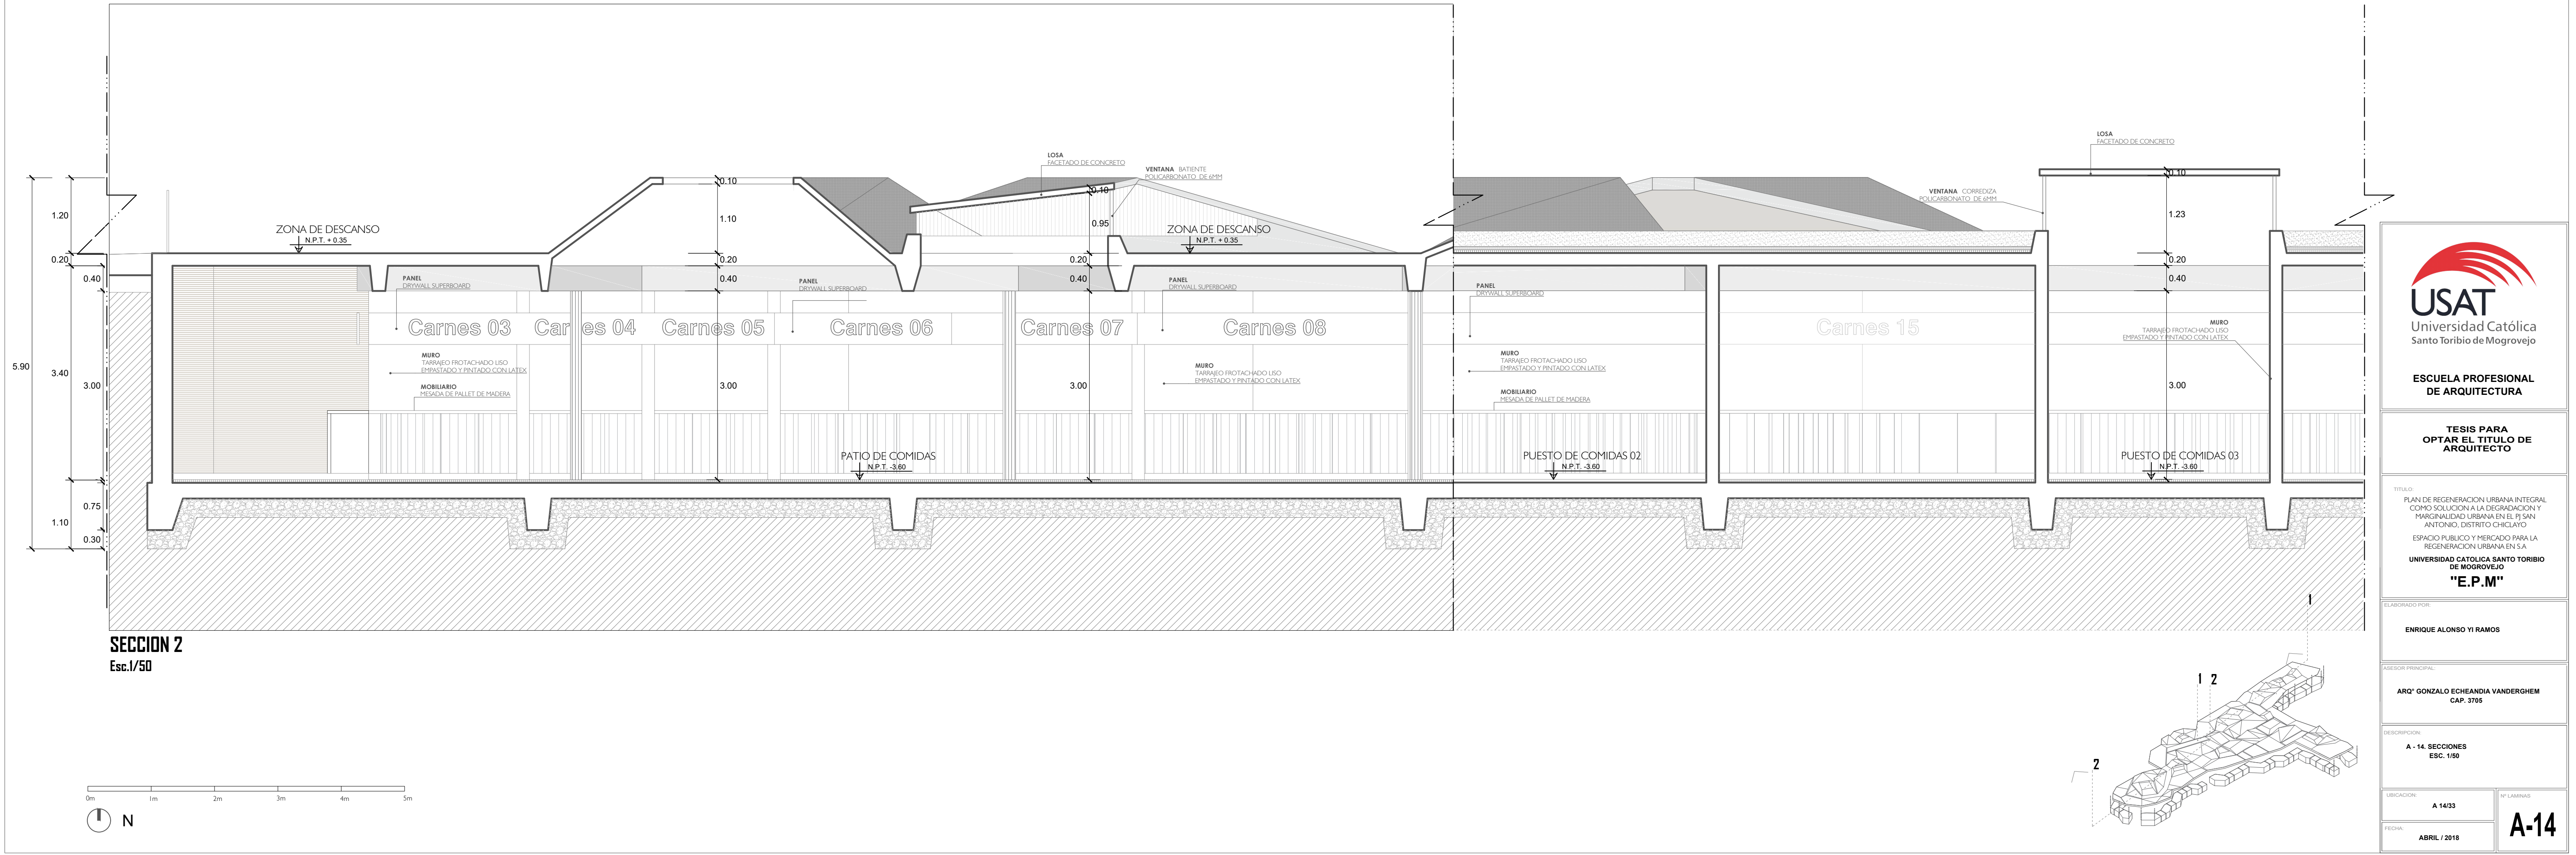 LOSA
FACETADO DE CONCRETO
LOSA
FACETADO DE CONCRETO
VENTANA BATIENTE
POLICARBONATO DE 6MM
VENTANA CORREDIZA
POLICARBONATO DE 6MM
0.10
0.10
0.10
1.20
1.10
0.95
1.23
ZONA DE DESCANSO
N.P.T. + 0.35
ZONA DE DESCANSO
N.P.T. + 0.35
0.20
0.20
0.20
0.20
0.40
0.40
0.40
0.40
PANEL
DRYWALL SUPERBOARD
PANEL
DRYWALL SUPERBOARD
PANEL
DRYWALL SUPERBOARD
PANEL
DRYWALL SUPERBOARD
Carnes 03
Carnes 04
Carnes 05
Carnes 06
Carnes 07
Carnes 08
Carnes 15
MURO
TARRAJEO FROTACHADO LISO
EMPASTADO Y PINTADO CON LATEX
MURO
TARRAJEO FROTACHADO LISO
EMPASTADO Y PINTADO CON LATEX
MURO
TARRAJEO FROTACHADO LISO
EMPASTADO Y PINTADO CON LATEX
MURO
TARRAJEO FROTACHADO LISO
EMPASTADO Y PINTADO CON LATEX
5.90
3.40
3.00
3.00
3.00
3.00
MOBILIARIO
MESADA DE PALLET DE MADERA
MOBILIARIO
MESADA DE PALLET DE MADERA
PATIO DE COMIDAS
N.P.T. -3.60
PUESTO DE COMIDAS 02
N.P.T. -3.60
PUESTO DE COMIDAS 03
N.P.T. -3.60
0.75
1.10
0.30
SECCION 2
Esc.1/50
0m 1m 2m 3m 4m 5m
N
1
1 2
2
USAT
Universidad Católica
Santo Toribio de Mogrovejo
ESCUELA PROFESIONAL
DE ARQUITECTURA
TESIS PARA
OPTAR EL TITULO DE
ARQUITECTO
TITULO:
PLAN DE REGENERACION URBANA INTEGRAL
COMO SOLUCION A LA DEGRADACION Y
MARGINALIDAD URBANA EN EL PJ SAN
ANTONIO, DISTRITO CHICLAYO
ESPACIO PUBLICO Y MERCADO PARA LA
REGENERACION URBANA EN S.A
UNIVERSIDAD CATOLICA SANTO TORIBIO
DE MOGROVEJO
"E.P.M"
ELABORADO POR:
ENRIQUE ALONSO YI RAMOS
ASESOR PRINCIPAL:
ARQ° GONZALO ECHEANDIA VANDERGHEM
CAP. 3705
DESCRIPCION:
A - 14. SECCIONES
ESC. 1/50
UBICACION:
A 14/33
FECHA:
ABRIL / 2018
N° LAMINAS:
A-14